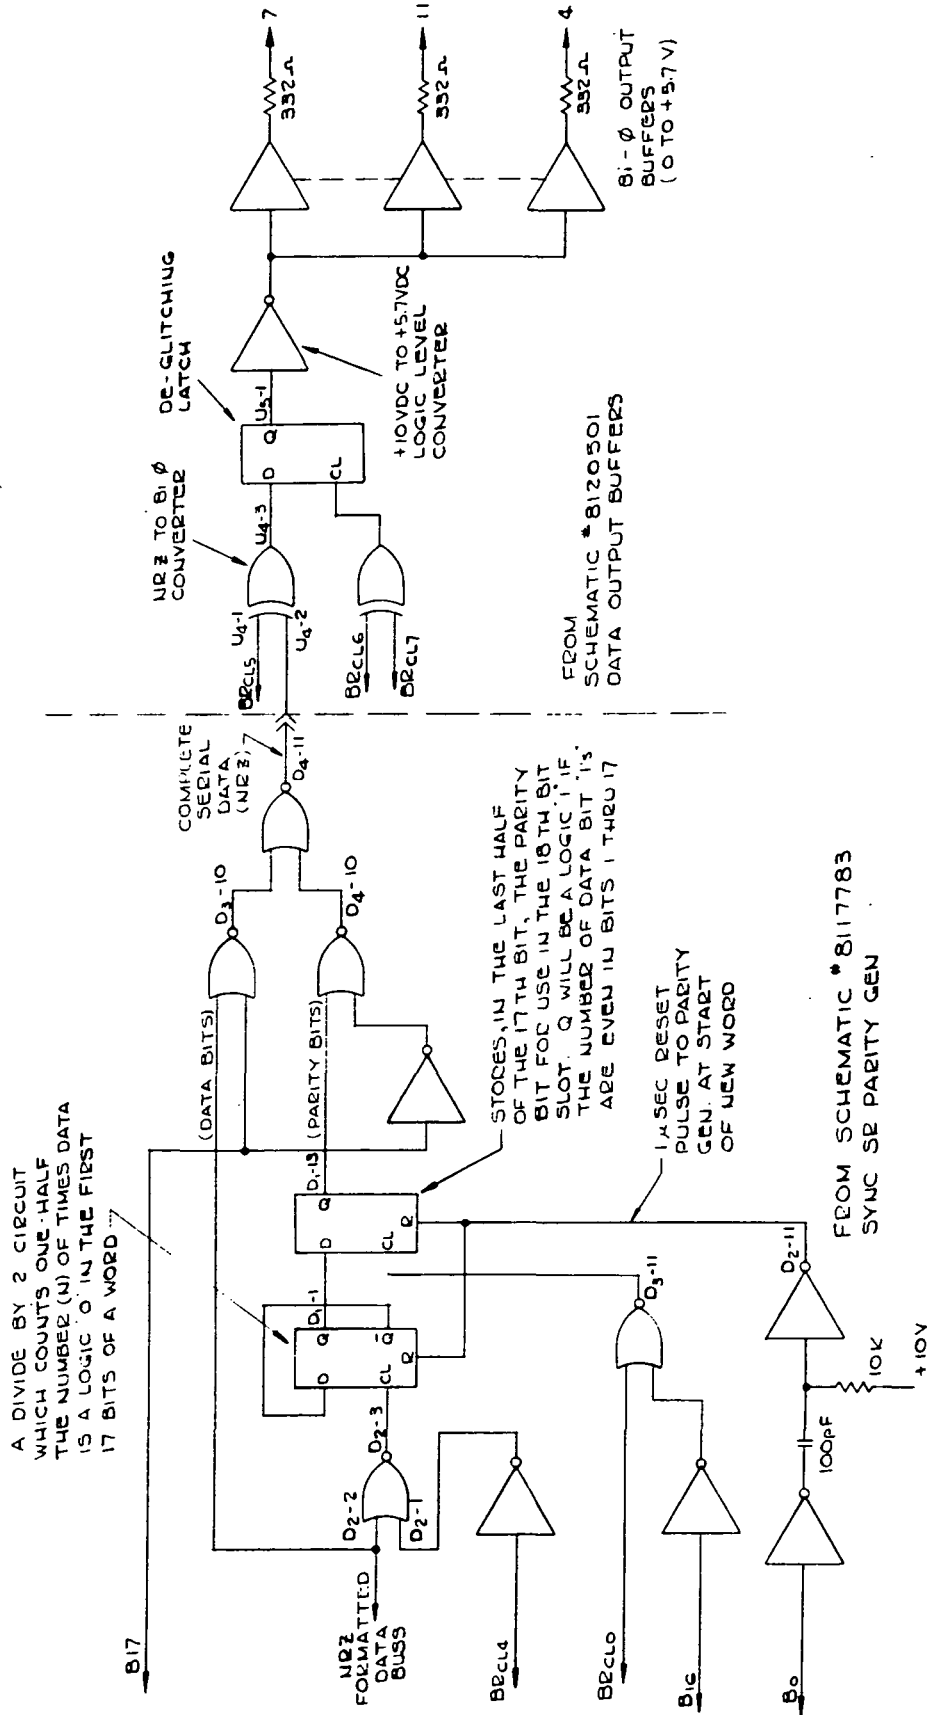 A DIVIDE BY 2 CIRCUIT
WHICH COUNTS ONE-HALF
THE NUMBER (N) OF TIMES DATA
IS A LOGIC 'O' IN THE FIRST
17 BITS OF A WORD
B17
NRZ
FORMATTED
DATA
BUSS
BRCL4
BRCL0
B16
B0
D2-2
D2-1
D2-3
D
CL
Q
Q̅
R
D1-1
D
CL
Q
R
D1-13
(DATA BITS)
(PARITY BITS)
D3-10
D4-10
COMPLETE
SERIAL
DATA
(NRZ)
D4-11
D3-11
D2-11
100pF
10K
+10V
STORES, IN THE LAST HALF
OF THE 17TH BIT, THE PARITY
BIT FOR USE IN THE 18TH BIT
SLOT. Q WILL BE A LOGIC '1' IF
THE NUMBER OF DATA BIT '1's'
ARE EVEN IN BITS 1 THRU 17
1 μSEC RESET
PULSE TO PARITY
GEN. AT START
OF NEW WORD
FROM SCHEMATIC #8117783
SYNC SR PARITY GEN
NRZ TO Bi Ø
CONVERTER
BRCL5
U4-1
U4-2
U4-3
BRCL6
BRCL7
DE-GLITCHING
LATCH
D
Q
CL
U3-1
+10VDC TO +5.7VDC
LOGIC LEVEL
CONVERTER
FROM
SCHEMATIC #8120501
DATA OUTPUT BUFFERS
332Ω
7
332Ω
11
332Ω
4
Bi-Ø OUTPUT
BUFFERS
(0 TO +5.7V)